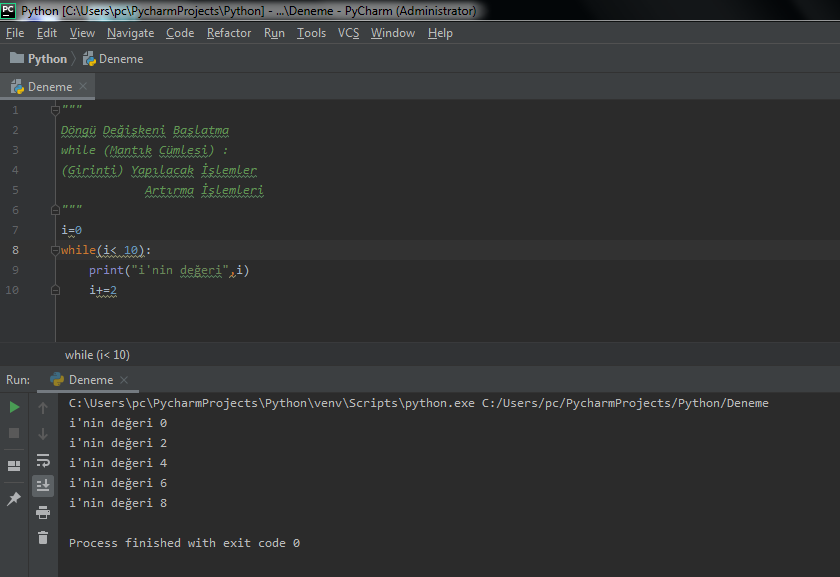 PC Python [C:\Users\pc\PycharmProjects\Python] - ...\Deneme - PyCharm (Administrator)
File Edit View Navigate Code Refactor Run Tools VCS Window Help
Python Deneme
Deneme
1 """
2 Döngü Değişkeni Başlatma
3 while (Mantık Cümlesi) :
4 (Girinti) Yapılacak İşlemler
5 Artırma İşlemleri
6 """
7 i=0
8 while(i< 10):
9 print("i'nin değeri",i)
10 i+=2
while (i< 10)
Run: Deneme
C:\Users\pc\PycharmProjects\Python\venv\Scripts\python.exe C:/Users/pc/PycharmProjects/Python/Deneme
i'nin değeri 0
i'nin değeri 2
i'nin değeri 4
i'nin değeri 6
i'nin değeri 8
Process finished with exit code 0